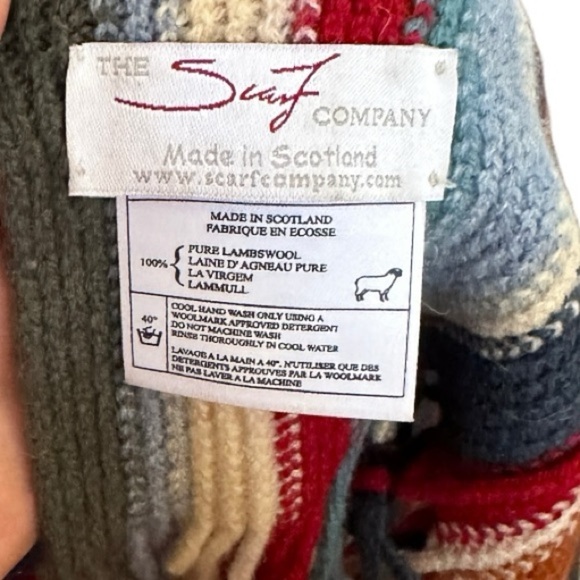 THE Scarf COMPANY
Made in Scotland
www.scarfcompany.com
MADE IN SCOTLAND
FABRIQUE EN ECOSSE
100% { PURE LAMBSWOOL
LAINE D' AGNEAU PURE
LA VIRGEM
LAMMULL
40°
COOL HAND WASH ONLY USING A
WOOLMARK APPROVED DETERGENT
DO NOT MACHINE WASH
RINSE THOROUGHLY IN COOL WATER
LAVAGE A LA MAIN A 40°. N'UTILISER QUE DES
DETERGENTS APPROUVES PAR LA WOOLMARK
NE PAS LAVER A LA MACHINE